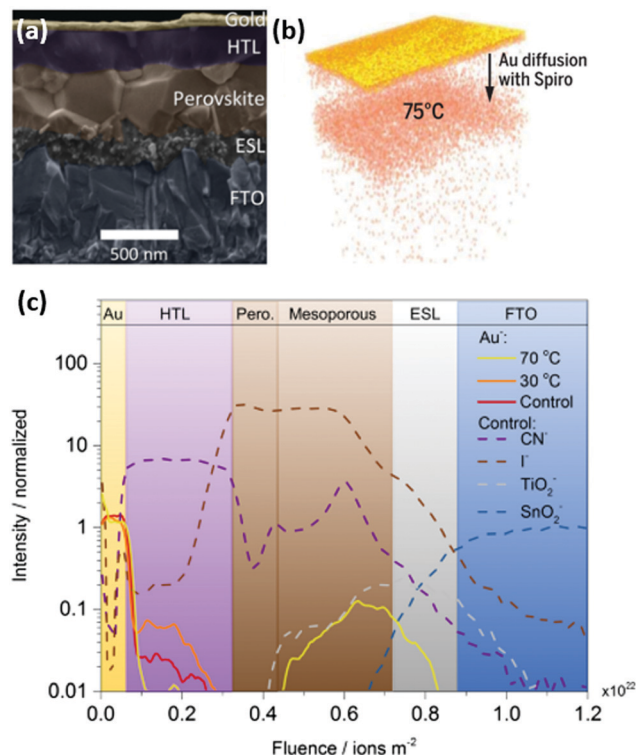 (a)
Gold
HTL
Perovskite
ESL
FTO
500 nm
(b)
Au diffusion
with Spiro
75°C
(c)
Au HTL Pero. Mesoporous ESL FTO
Au⁻:
70 °C
30 °C
Control
Control:
CN⁻
I⁻
TiO₂⁻
SnO₂⁻
Intensity / normalized
100
10
1
0.1
0.01
0.0 0.2 0.4 0.6 0.8 1.0 1.2
x10²²
Fluence / ions m⁻²